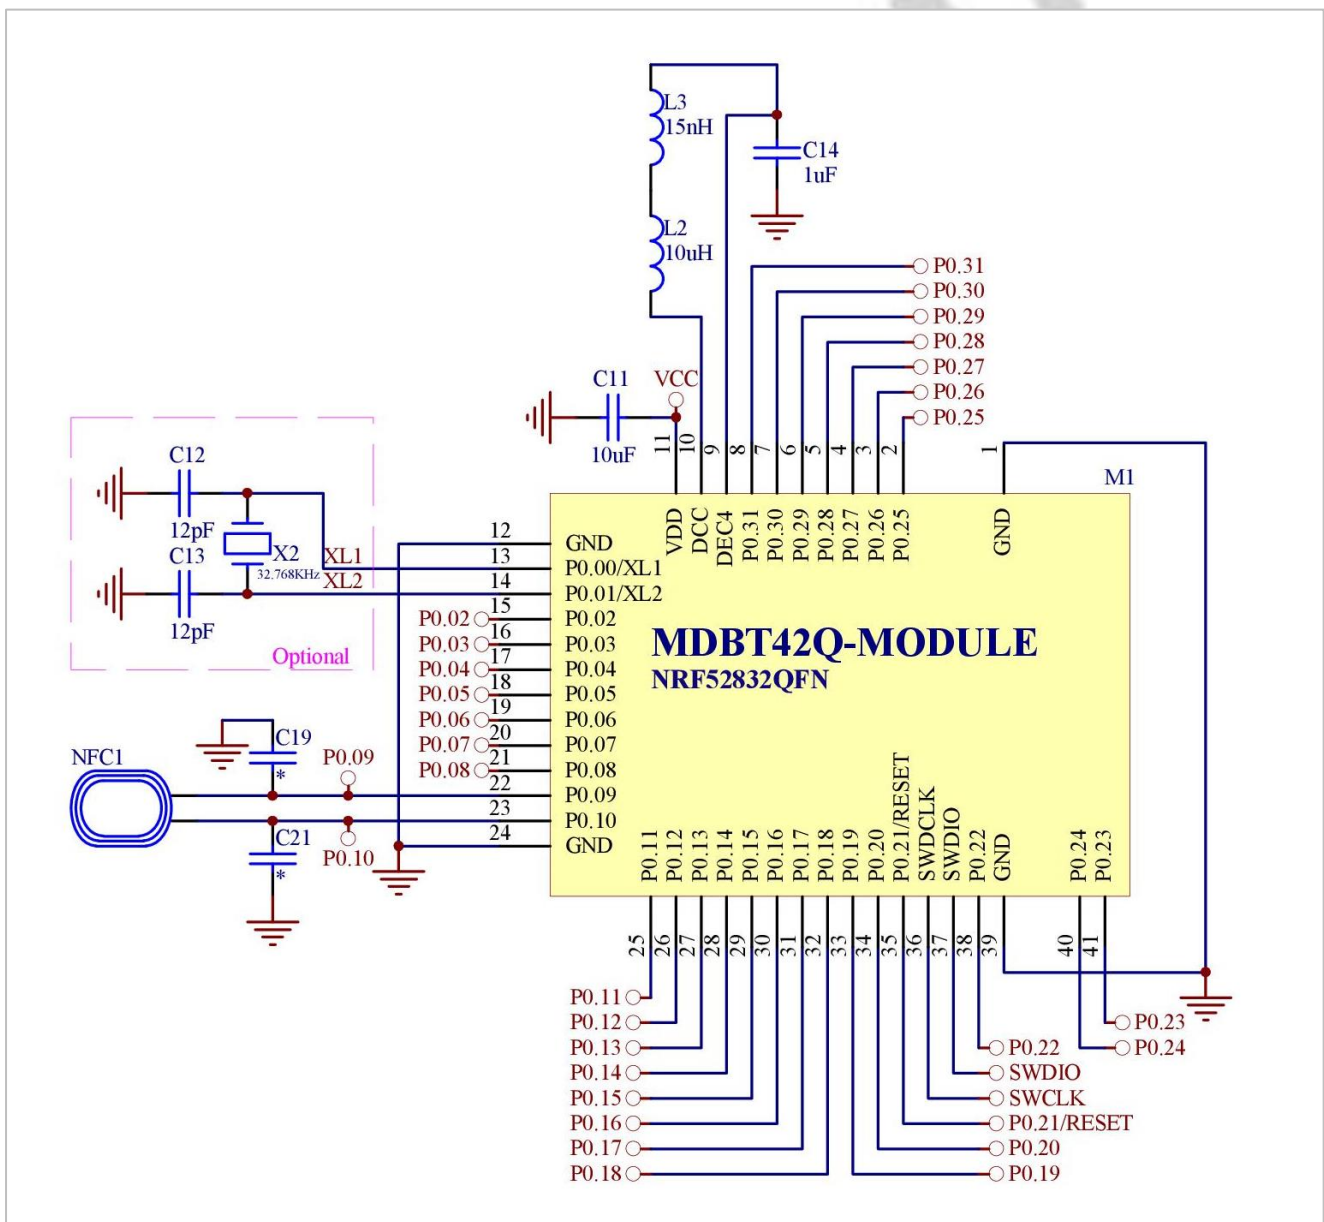 L3
15nH
C14
1uF
L2
10uH
P0.31
P0.30
P0.29
P0.28
P0.27
P0.26
P0.25
C11
VCC
10uF
11
10
9
8
7
6
5
4
3
2
1
M1
C12
12pF
C13
12pF
X2
32.768KHz
XL1
XL2
Optional
VDD
DCC
DEC4
P0.31
P0.30
P0.29
P0.28
P0.27
P0.26
P0.25
GND
12 GND
13 P0.00/XL1
14 P0.01/XL2
P0.02 15 P0.02
P0.03 16 P0.03
P0.04 17 P0.04
P0.05 18 P0.05
P0.06 19 P0.06
P0.07 20 P0.07
P0.08 21 P0.08
22 P0.09
23 P0.10
24 GND
MDBT42Q-MODULE
NRF52832QFN
NFC1
C19
*
P0.09
C21
*
P0.10
P0.11
P0.12
P0.13
P0.14
P0.15
P0.16
P0.17
P0.18
P0.19
P0.20
P0.21/RESET
SWDCLK
SWDIO
P0.22
GND
P0.24
P0.23
25
26
27
28
29
30
31
32
33
34
35
36
37
38
39
40
41
P0.11
P0.12
P0.13
P0.14
P0.15
P0.16
P0.17
P0.18
P0.22
SWDIO
SWCLK
P0.21/RESET
P0.20
P0.19
P0.23
P0.24